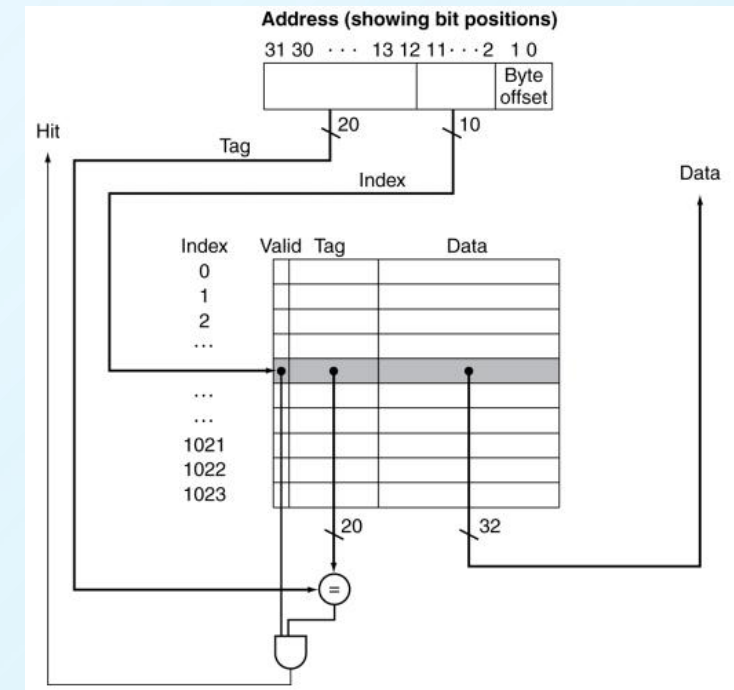 Address (showing bit positions)
31 30 · · · 13 12 11 · · · 2 1 0
Byte
offset
Hit
20
10
Tag
Index
Data
Index Valid Tag Data
0
1
2
...
...
...
1021
1022
1023
20
32
=